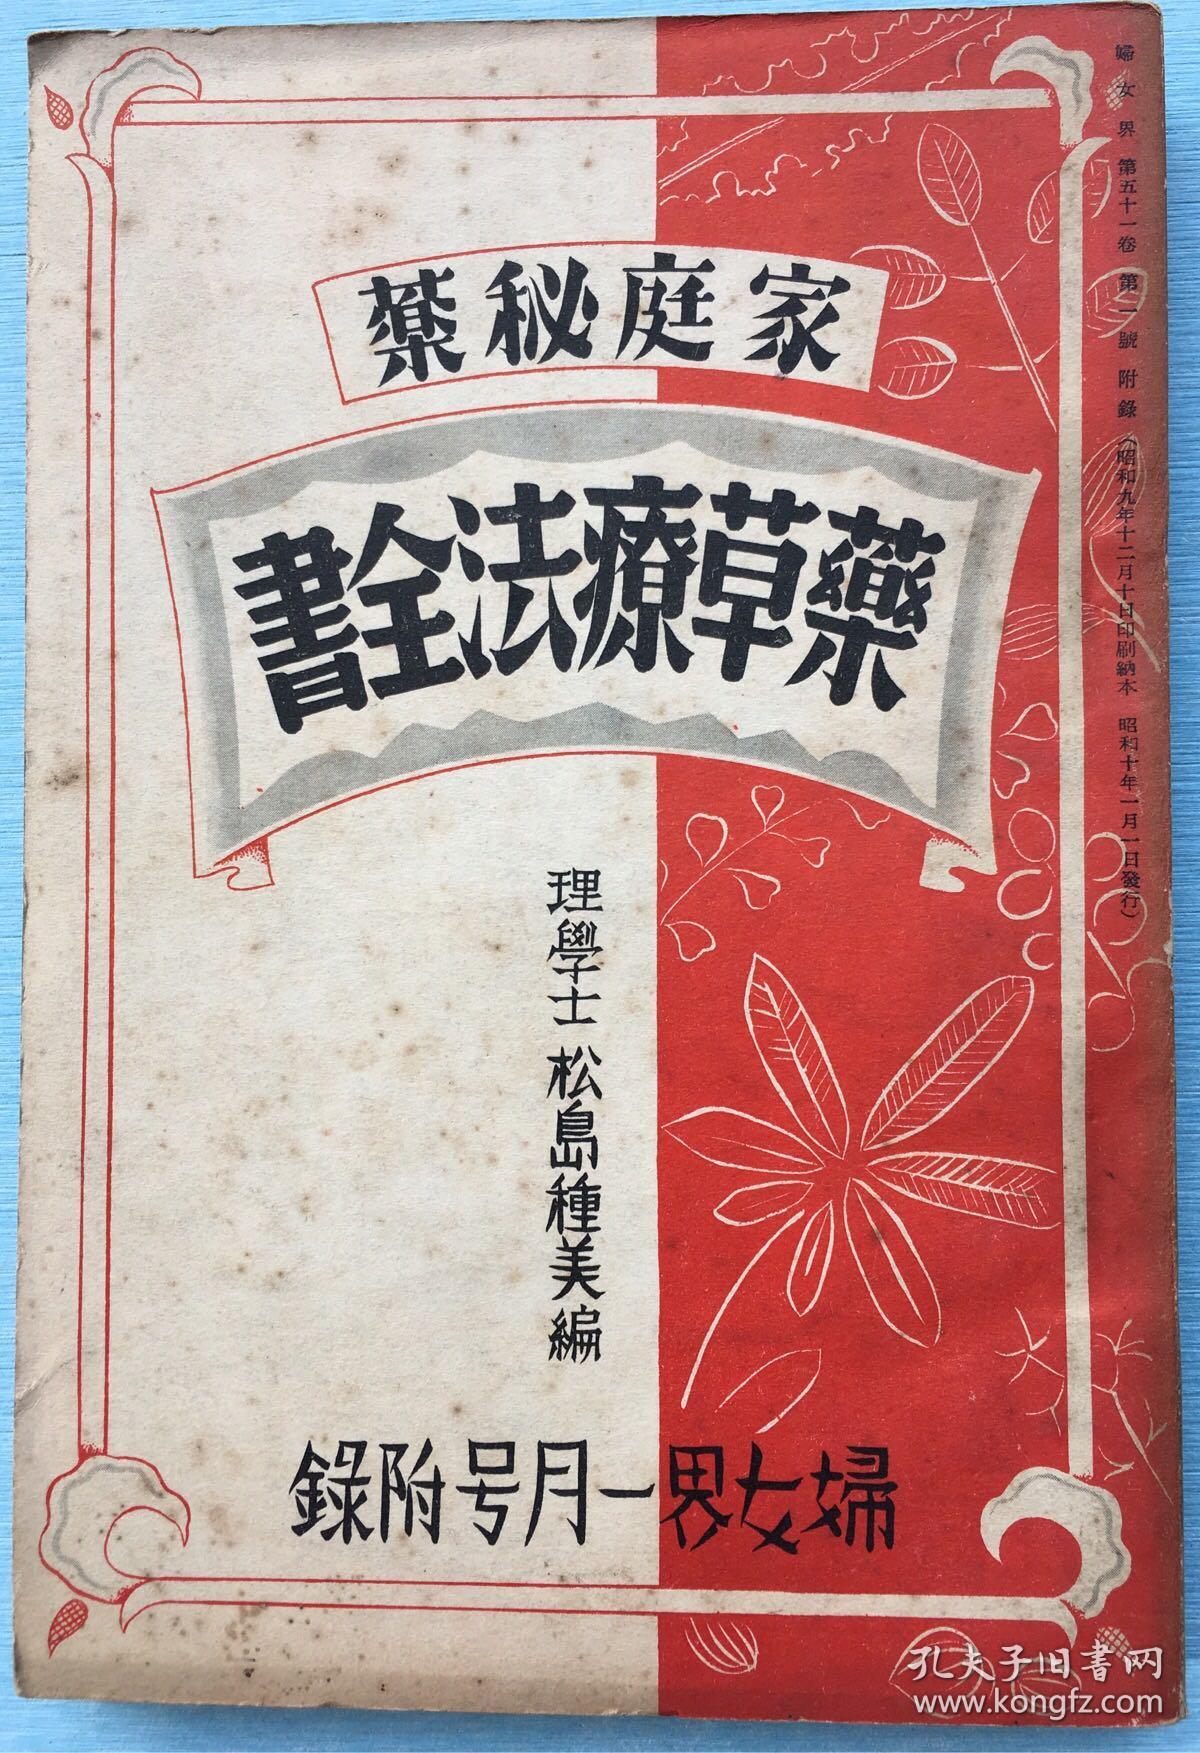 家庭秘薬
藥草療法全書
理學士 松島種美編
婦女界一月号附錄
婦女界 第五十一卷 第一號 附錄 (昭和九年十二月十日印刷納本 昭和十年一月一日發行)
孔夫子旧书网
www.kongfz.com